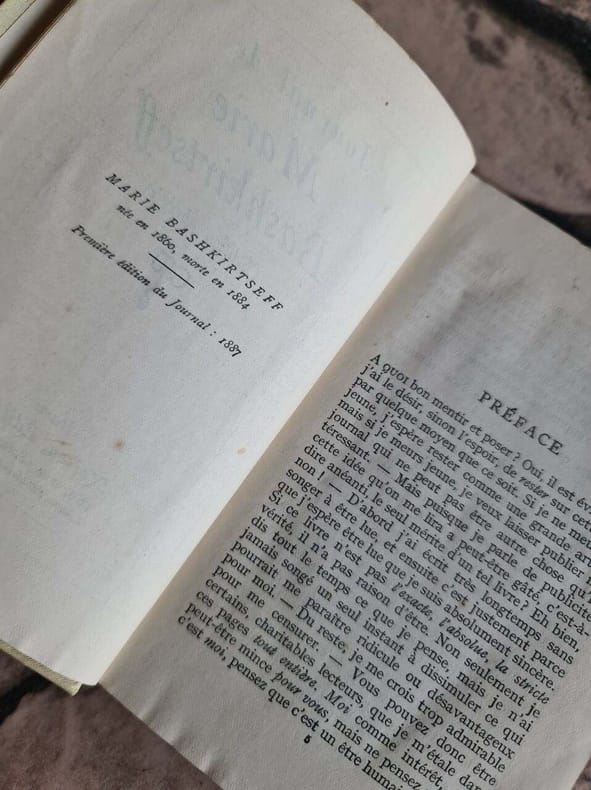 Journal de
Marie
Bashkirtseff
MARIE BASHKIRTSEFF
née en 1860, morte en 1884
Première édition du Journal : 1887
PRÉFACE
A QUOI bon mentir et poser ? Oui, il est év
j'ai le désir, sinon l'espoir, de rester sur cett
par quelque moyen que ce soit. Si je ne me
jeune, j'espère rester comme une grande art
mais si je meurs jeune, je veux laisser publier m
journal qui ne peut pas être autre chose qu'
téressant. — Mais puisque je parle de publicité
cette idée qu'on me lira a peut-être gâté, c'est-à-
dire anéanti, le seul mérite d'un tel livre ? Eh bien
non ! — D'abord j'ai écrit très longtemps sans
songer à être lue, et ensuite c'est justement parce
que j'espère être lue que je suis absolument sincère.
Si ce livre n'est pas l'exacte, l'absolue, la stricte
vérité, il n'a pas raison d'être. Non seulement je
dis tout le temps ce que je pense, mais je n'ai
jamais songé un seul instant à dissimuler ce qui
pourrait me paraître ridicule ou désavantageux
pour moi. — Du reste, je me crois trop admirable
pour me censurer. — Vous pouvez donc être
certains, charitables lecteurs, que je m'étale dan
ces pages tout entière. Moi comme intérêt,
peut-être mince pour vous, mais ne pensez
c'est moi, pensez que c'est un être humai
6